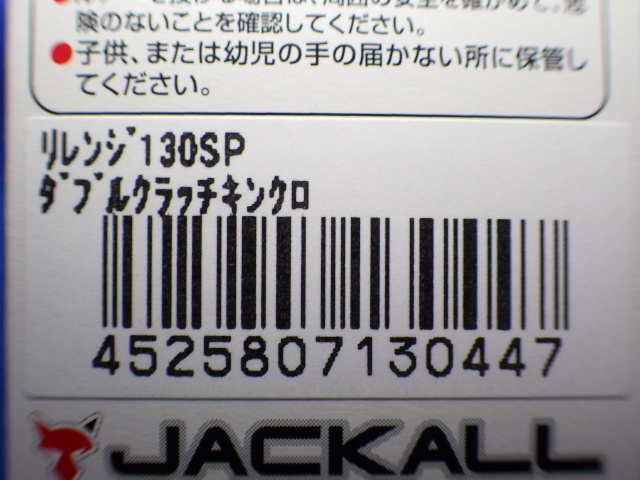 険のないことを確認してください。
●子供、または幼児の手の届かない所に保管し
てください。
ﾘﾚﾝｼﾞ130SP
ﾀﾞﾌﾞﾙｸﾗｯﾁｷﾝｸﾛ
4525807130447
JACKALL